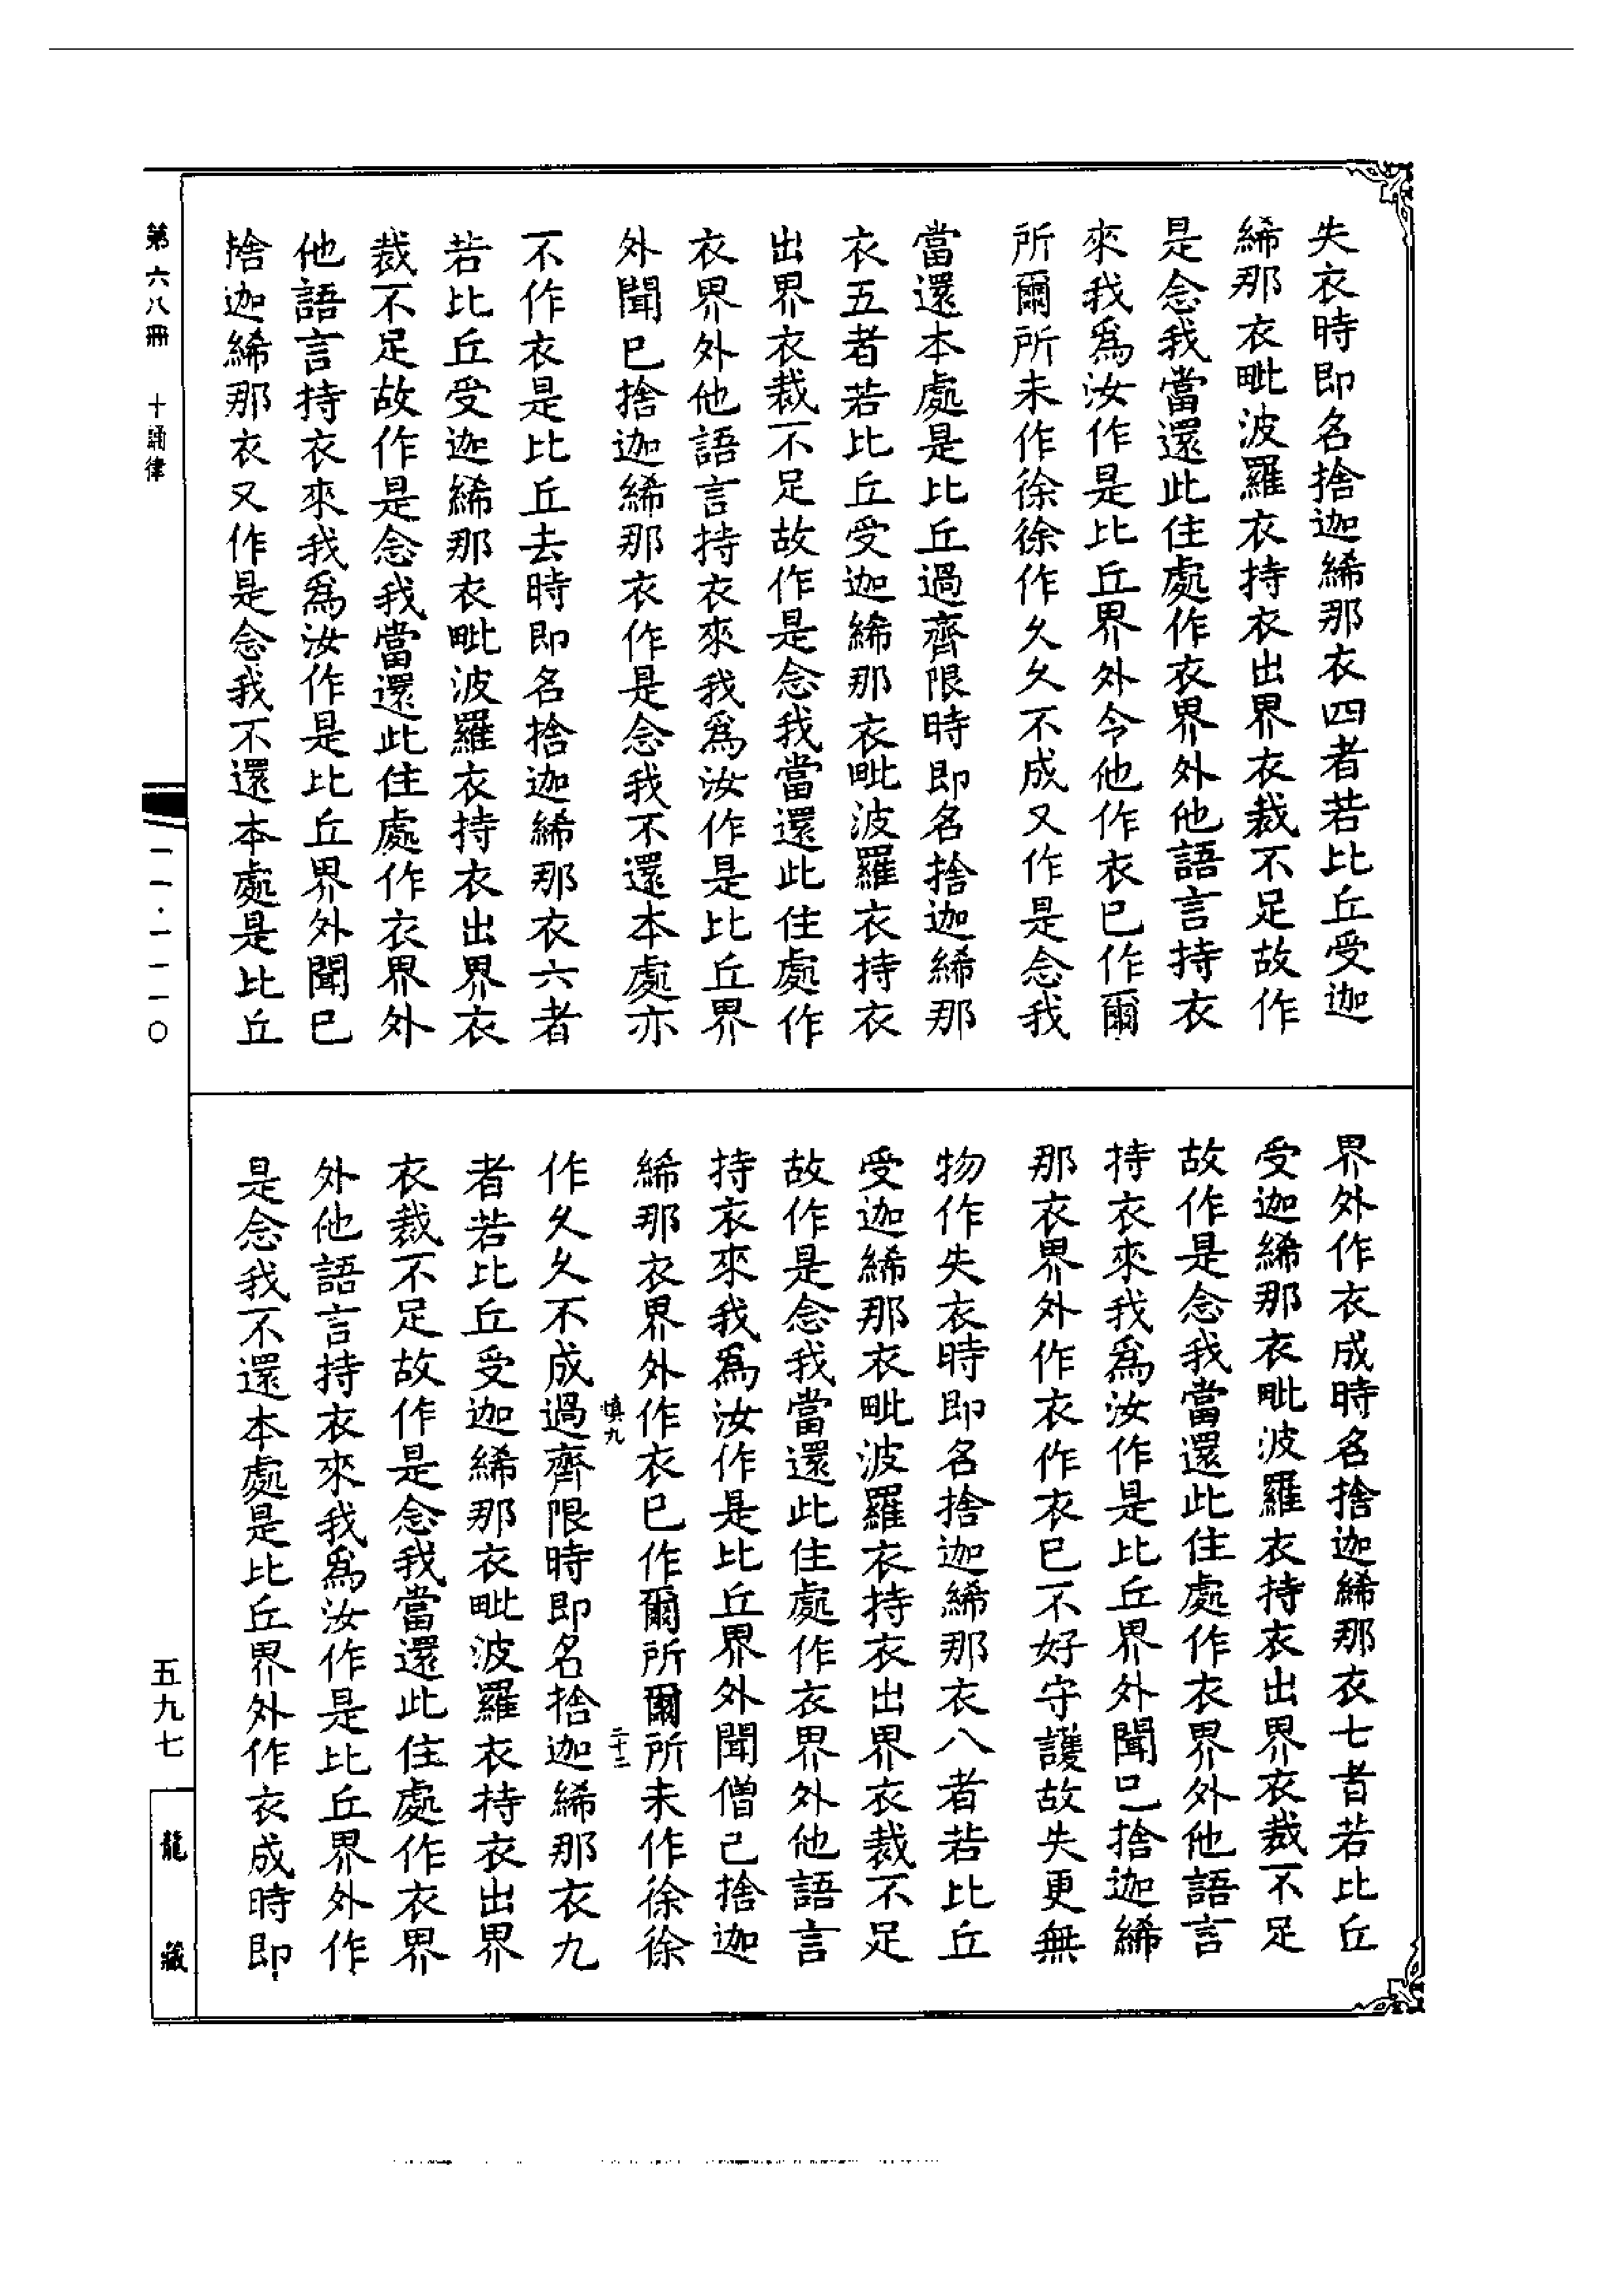 失衣時即名捨迦絺那衣四者若比丘受迦
絺那衣毗波羅衣持衣出界衣裁不足故作
是念我當還此住處作衣界外他語言持衣
來我爲汝作是比丘界外令他作衣已作爾
所爾所未作徐徐作久久不成又作是念我
當還本處是比丘過齊限時即名捨迦絺那
衣五者若比丘受迦絺那衣毗波羅衣持衣
出界衣裁不足故作是念我當還此住處作
衣界外他語言持衣來我爲汝作是比丘界
外聞已捨迦絺那衣作是念我不還本處亦
不作衣是比丘去時即名捨迦絺那衣六者
若比丘受迦絺那衣毗波羅衣持衣出界衣
裁不足故作是念我當還此住處作衣界外
他語言持衣來我爲汝作是比丘界外聞已
捨迦絺那衣又作是念我不還本處是比丘
界外作衣成時名捨迦絺那衣七者若比丘
受迦絺那衣毗波羅衣持衣出界衣裁不足
故作是念我當還此住處作衣界外他語言
持衣來我爲汝作是比丘界外聞已捨迦絺
那衣界外作衣作衣已不好守護故失更無
物作失衣時即名捨迦絺那衣八者若比丘
受迦絺那衣毗波羅衣持衣出界衣裁不足
故作是念我當還此住處作衣界外他語言
持衣來我爲汝作是比丘界外聞僧已捨迦
絺那衣界外作衣已作爾所爾所未作徐徐
慎九
二十二
作久久不成過齊限時即名捨迦絺那衣九
者若比丘受迦絺那衣毗波羅衣持衣出界
衣裁不足故作是念我當還此住處作衣界
外他語言持衣來我爲汝作是比丘界外作
是念我不還本處是比丘界外作衣成時即
第六八冊 十誦律
一一·一一一〇
五九七
龍藏